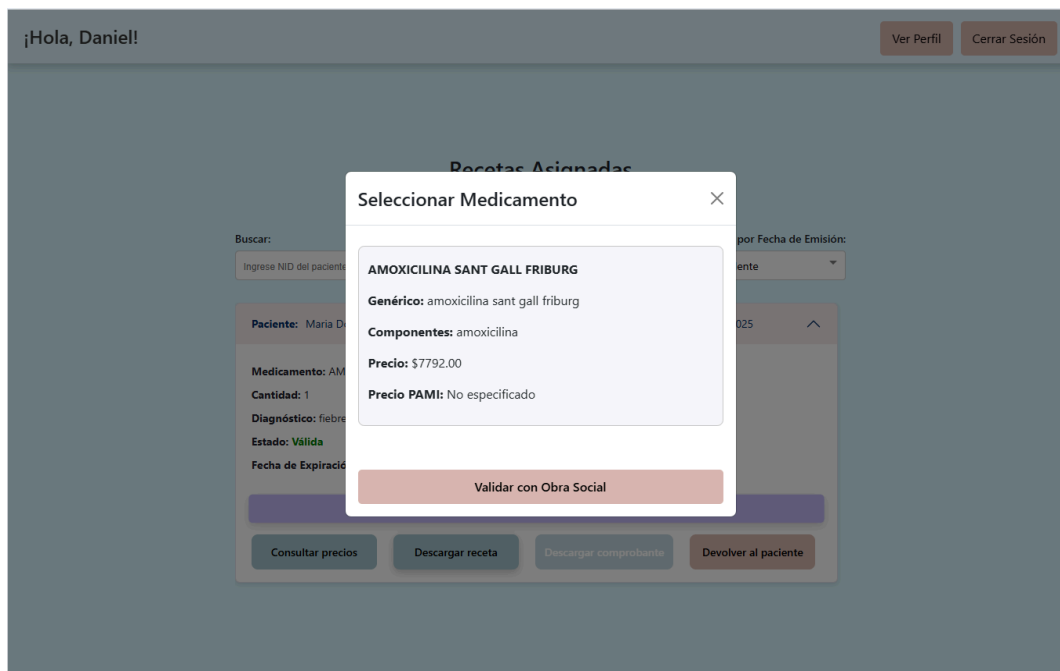 ¡Hola, Daniel!
Ver Perfil
Cerrar Sesión
Recetas Asignadas
Seleccionar Medicamento
Buscar:
por Fecha de Emisión:
Ingrese NID del paciente
AMOXICILINA SANT GALL FRIBURG
Genérico: amoxicilina sant gall friburg
Componentes: amoxicilina
Precio: $7792.00
Precio PAMI: No especificado
Paciente: Maria
Medicamento:
Cantidad: 1
Diagnóstico: fiebre
Estado: Válida
Fecha de
Validar con Obra Social
Consultar precios
Descargar receta
Descargar comprobante
Devolver al paciente